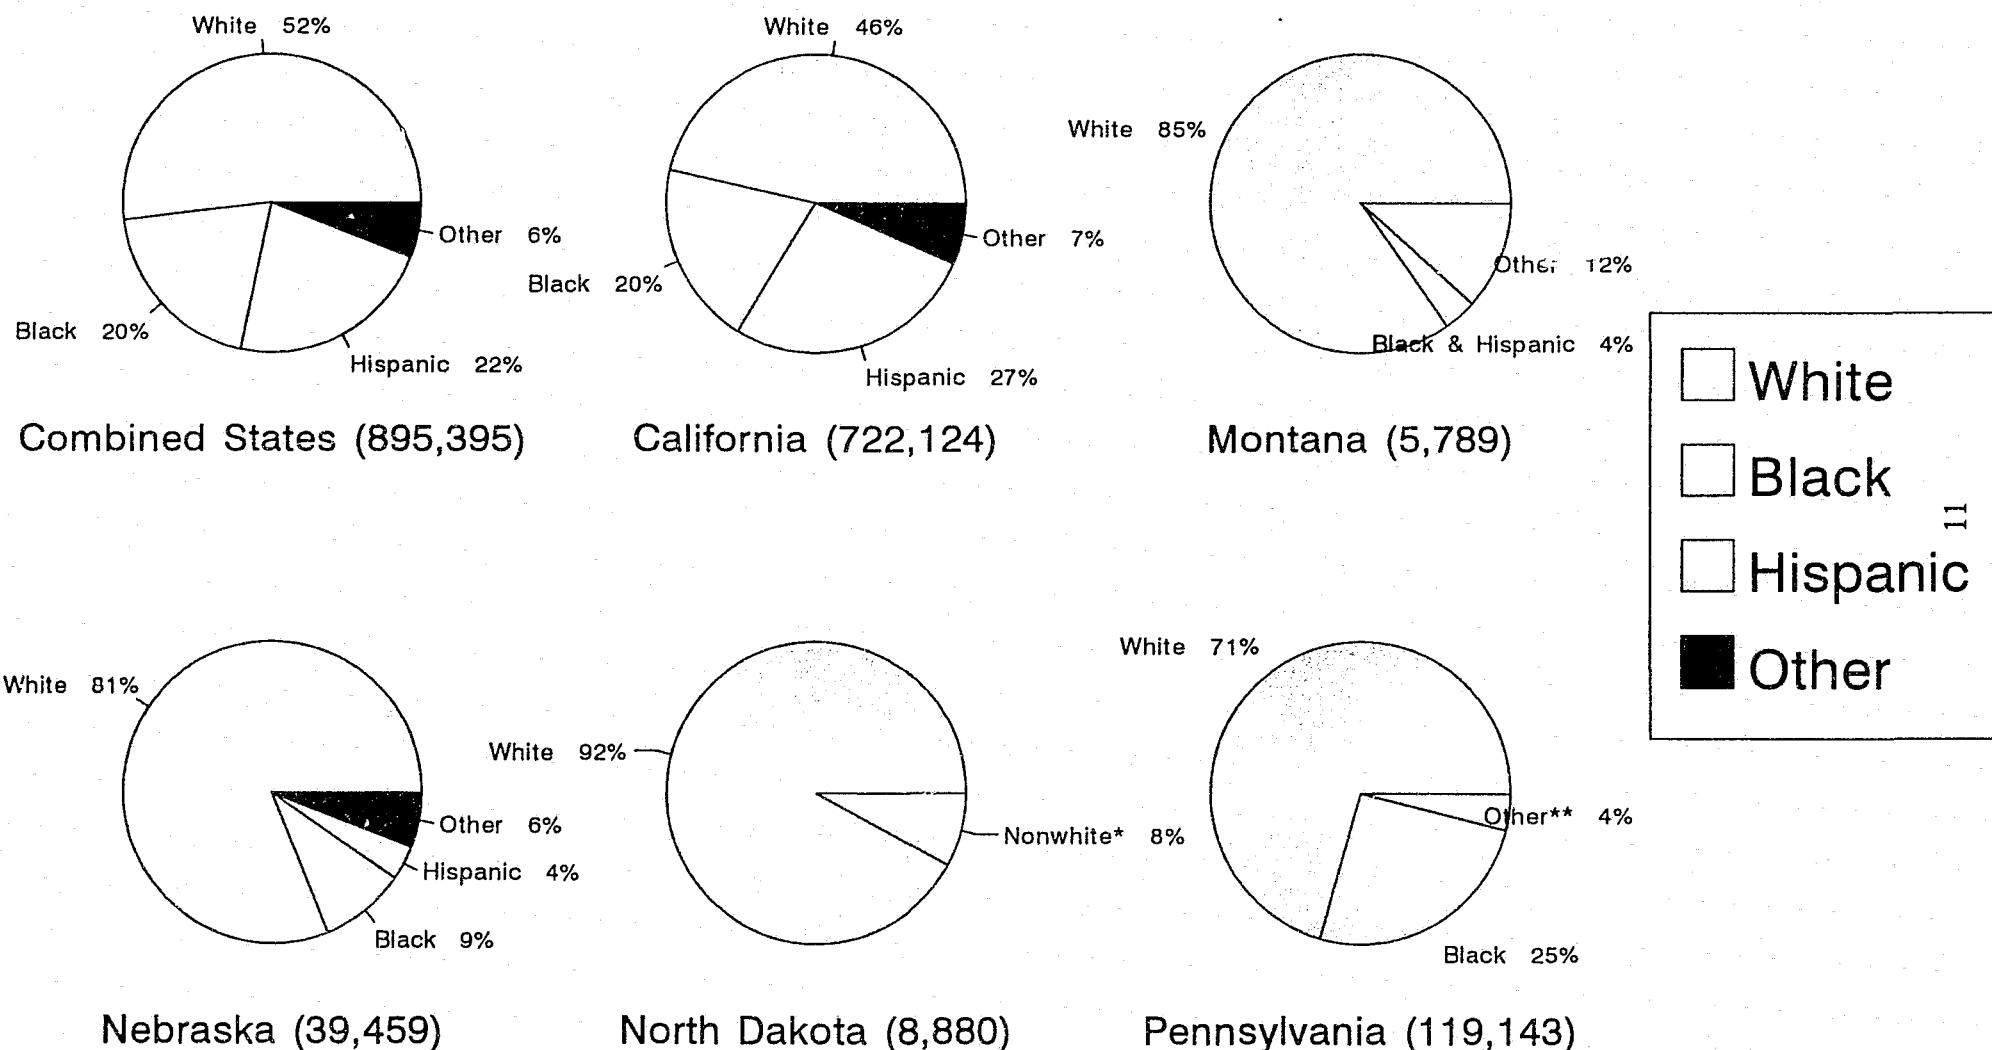 White 52%
Other 6%
Black 20%
Hispanic 22%
Combined States (895,395)
White 46%
Other 7%
Black 20%
Hispanic 27%
California (722,124)
White 85%
Other 12%
Black & Hispanic 4%
Montana (5,789)
White
Black
Hispanic
Other
11
White 81%
Other 6%
Hispanic 4%
Black 9%
Nebraska (39,459)
White 92%
Nonwhite* 8%
North Dakota (8,880)
White 71%
Other** 4%
Black 25%
Pennsylvania (119,143)